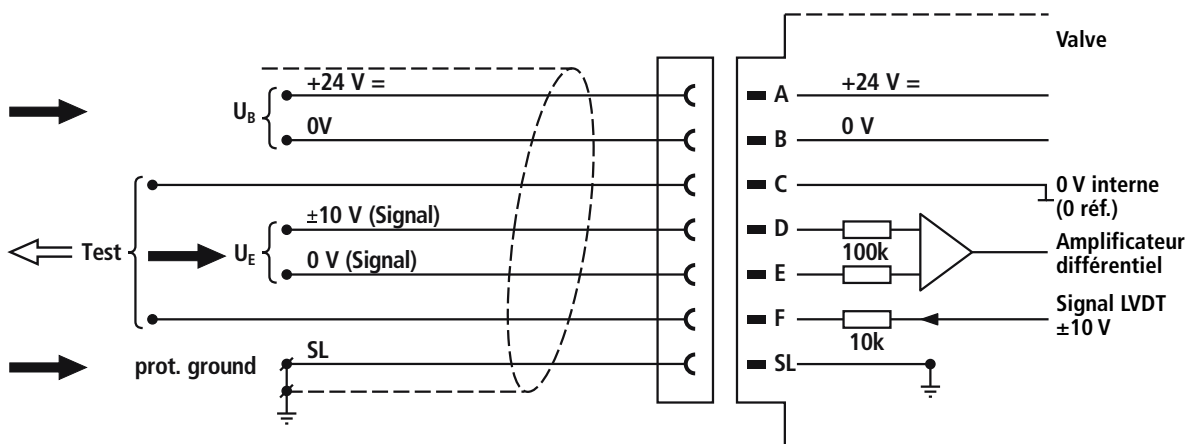 Valve
+24 V =
U_B
0V
A
+24 V =
B
0 V
C
0 V interne
(0 réf.)
Test
±10 V (Signal)
U_E
0 V (Signal)
D
100k
E
Amplificateur
différentiel
F
10k
Signal LVDT
±10 V
prot. ground
SL
SL